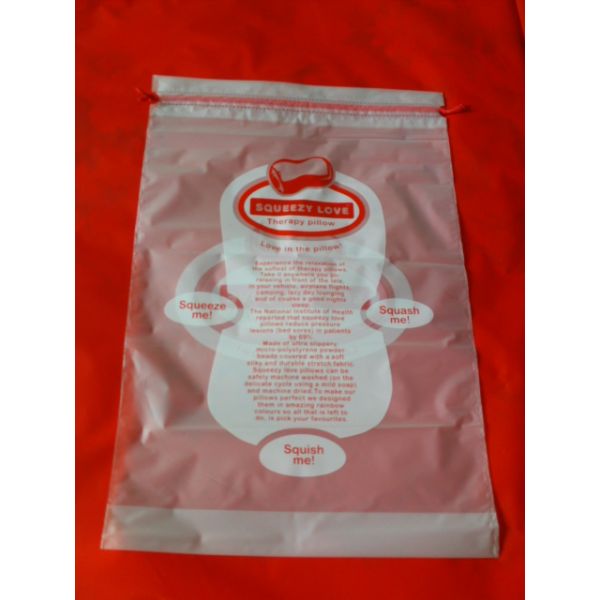 SQUEEZY LOVE
Therapy pillow
Love in the pillow!
Experience the relaxation of
the softest of therapy pillows.
Take it anywhere you go
relaxing in front of the tele,
in your vehicle, airplane flights,
camping, lazy day lounging
and of course a good nights
sleep.
The National Institute of Health
reported that squeezy love
pillowed reduce pressure
lesions (bed sores) in patients
by 69%.
Made of ultra slippery
micro-polystyrene powder
beads covered with a soft
silky and durable stretch fabric.
Squeezy love pillows can be
safely machine washed (on the
delicate cycle using a mild soap)
and machine dried. To make our
pillows perfect we designed
them in amazing rainbow
colours so all that is left to
do, is pick your favourites.
Squeeze
me!
Squash
me!
Squish
me!